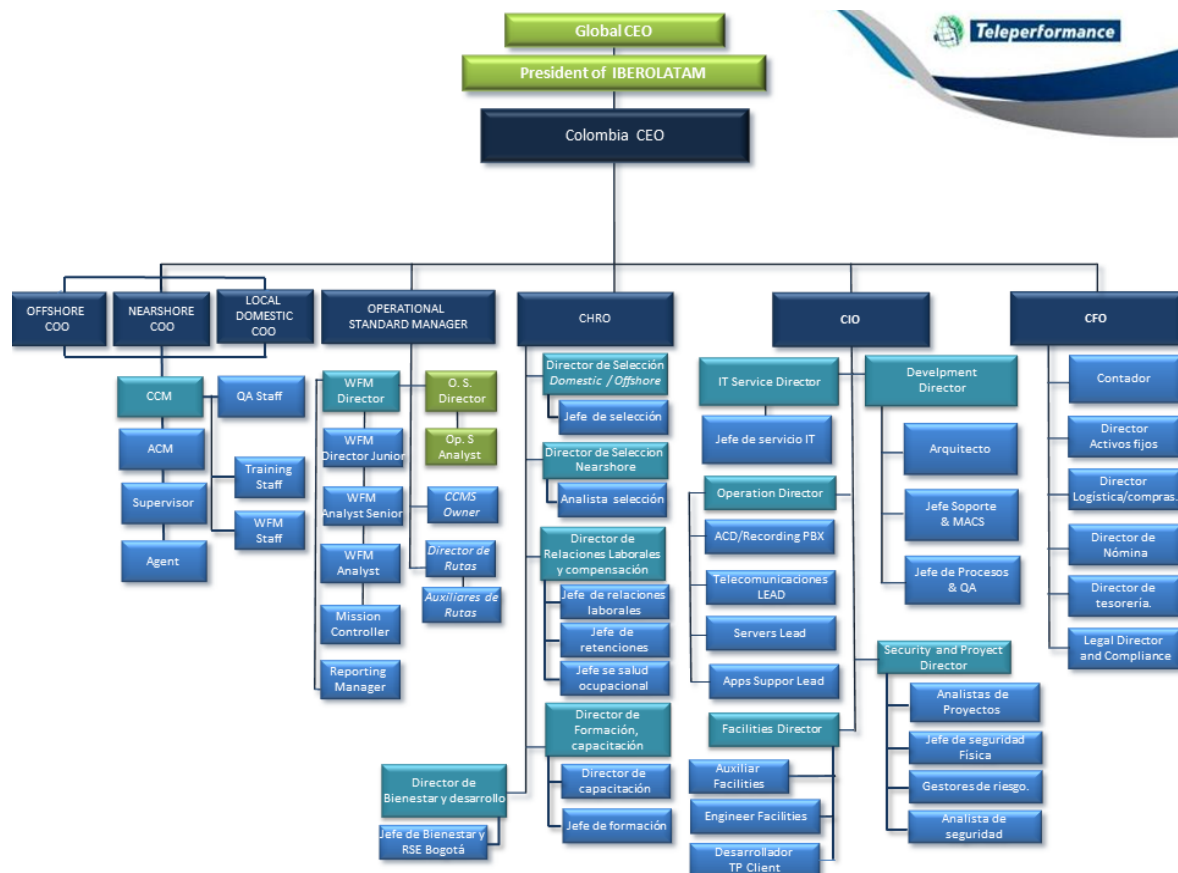 Global CEO
Teleperformance
President of IBEROLATAM
Colombia CEO
OFFSHORE
COO
NEARSHORE
COO
LOCAL
DOMESTIC
COO
OPERATIONAL
STANDARD MANAGER
CHRO
CIO
CFO
CCM
QA Staff
ACM
Training
Staff
Supervisor
WFM
Staff
Agent
WFM
Director
O. S.
Director
WFM
Director Junior
Op. S
Analyst
WFM
Analyst Senior
CCMS
Owner
WFM
Analyst
Director de
Rutas
Auxiliares de
Rutas
Mission
Controller
Reporting
Manager
Director de Selección
Domestic / Offshore
Jefe de selección
Director de Seleccion
Nearshore
Analista selección
Director de
Relaciones Laborales
y compensación
Jefe de relaciones
laborales
Jefe de
retenciones
Jefe se salud
ocupacional
Director de
Formación,
capacitación
Director de
capacitación
Jefe de formación
Director de
Bienestar y desarrollo
Jefe de Bienestar y
RSE Bogotá
IT Service Director
Jefe de servicio IT
Operation Director
ACD/Recording PBX
Telecomunicaciones
LEAD
Servers Lead
Apps Suppor Lead
Facilities Director
Auxiliar
Facilities
Engineer Facilities
Desarrollador
TP Client
Develpment
Director
Arquitecto
Jefe Soporte
& MACS
Jefe de Procesos
& QA
Security and Proyect
Director
Analistas de
Proyectos
Jefe de seguridad
Física
Gestores de riesgo.
Analista de
seguridad
Contador
Director
Activos fijos
Director
Logística/compras.
Director de
Nómina
Director de
tesorería.
Legal Director
and Compliance